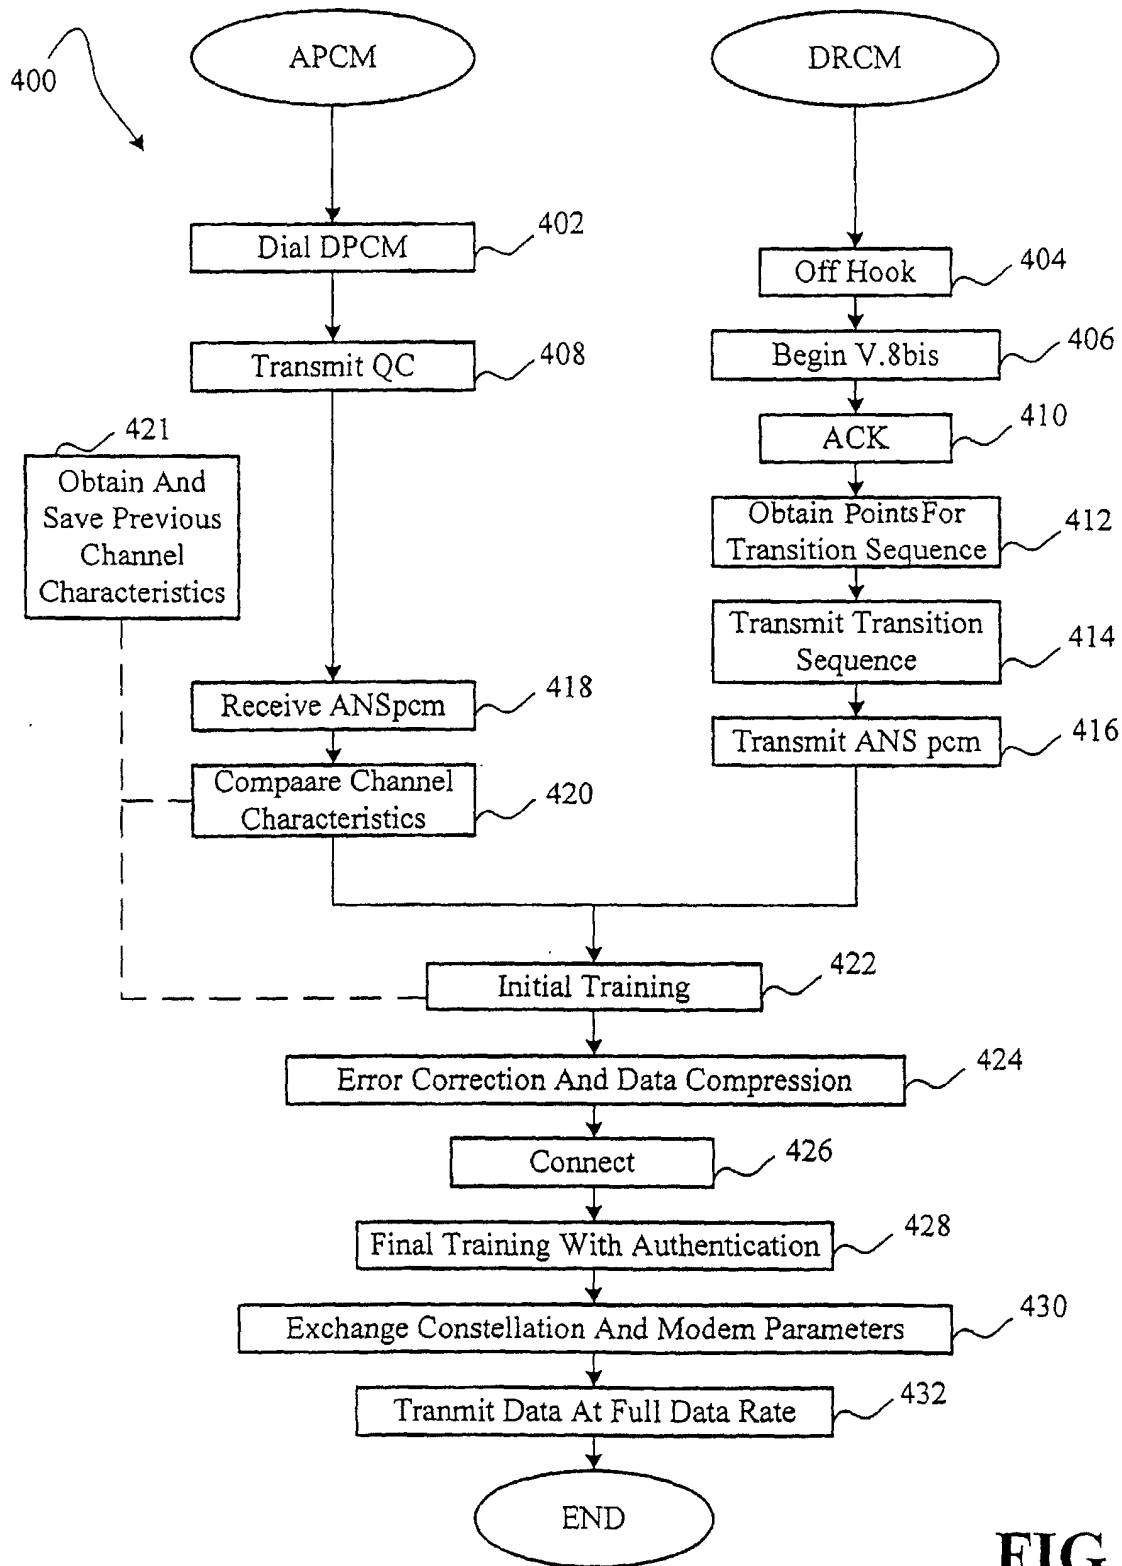 400
APCM
DRCM
Dial DPCM
402
Off Hook
404
Transmit QC
408
Begin V.8bis
406
ACK
410
421
Obtain And
Save Previous
Channel
Characteristics
Obtain PointsFor
Transition Sequence
412
Transmit Transition
Sequence
414
Receive ANSpcm
418
Transmit ANS pcm
416
Compaare Channel
Characteristics
420
Initial Training
422
Error Correction And Data Compression
424
Connect
426
Final Training With Authentication
428
Exchange Constellation And Modem Parameters
430
Tranmit Data At Full Data Rate
432
END
FIG